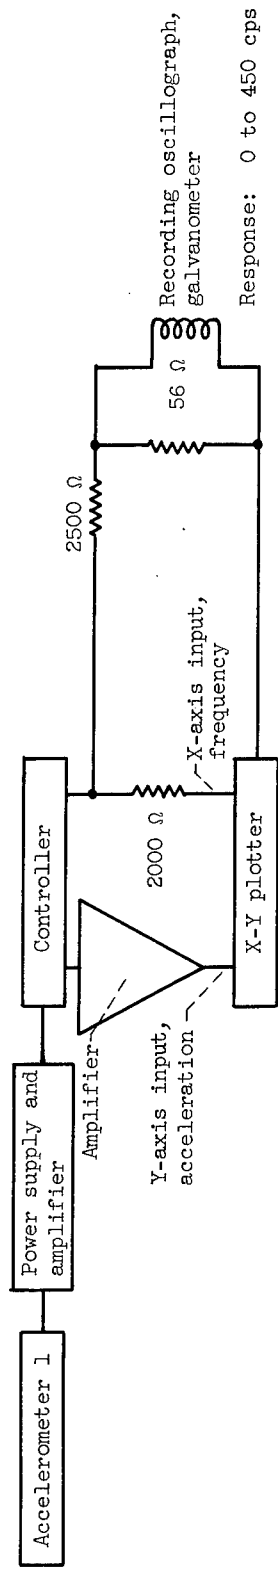 Accelerometer 1
Power supply and
amplifier
Controller
Amplifier
Y-axis input,
acceleration
X-Y plotter
2000 Ω
X-axis input,
frequency
2500 Ω
56 Ω
Recording oscillograph,
galvanometer
Response: 0 to 450 cps